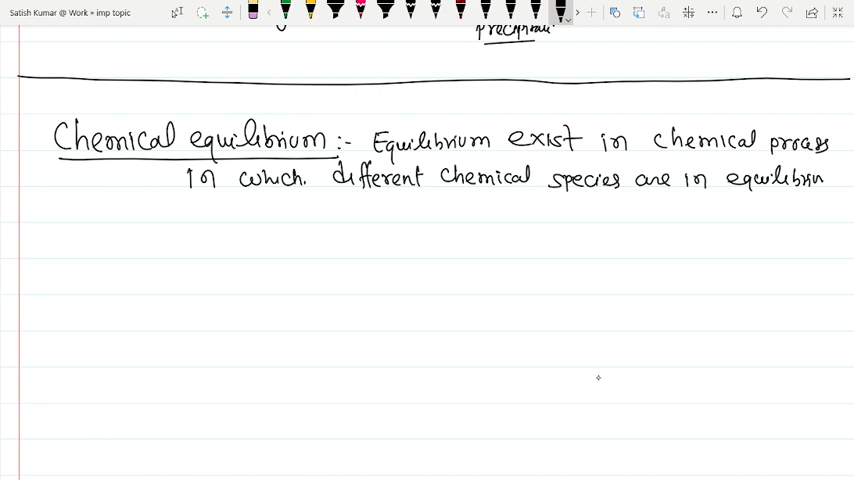 Satish Kumar @ Work » imp topic
Chemical equilibrium :- Equilibrium exist in chemical process
in which different chemical species are in equilibrium